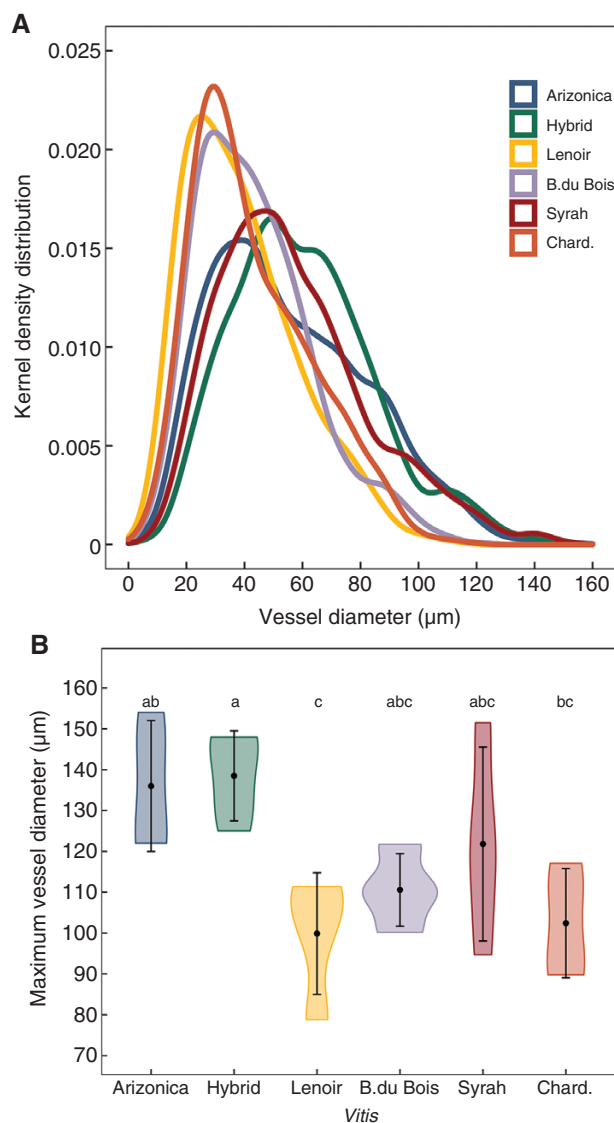 A
0.025
0.020
0.015
0.010
0.005
0
Kernel density distribution
Arizonica
Hybrid
Lenoir
B.du Bois
Syrah
Chard.
0 20 40 60 80 100 120 140 160
Vessel diameter (µm)
B
160
150
140
130
120
110
100
90
80
70
Maximum vessel diameter (µm)
ab a c abc abc bc
Arizonica Hybrid Lenoir B.du Bois Syrah Chard.
Vitis